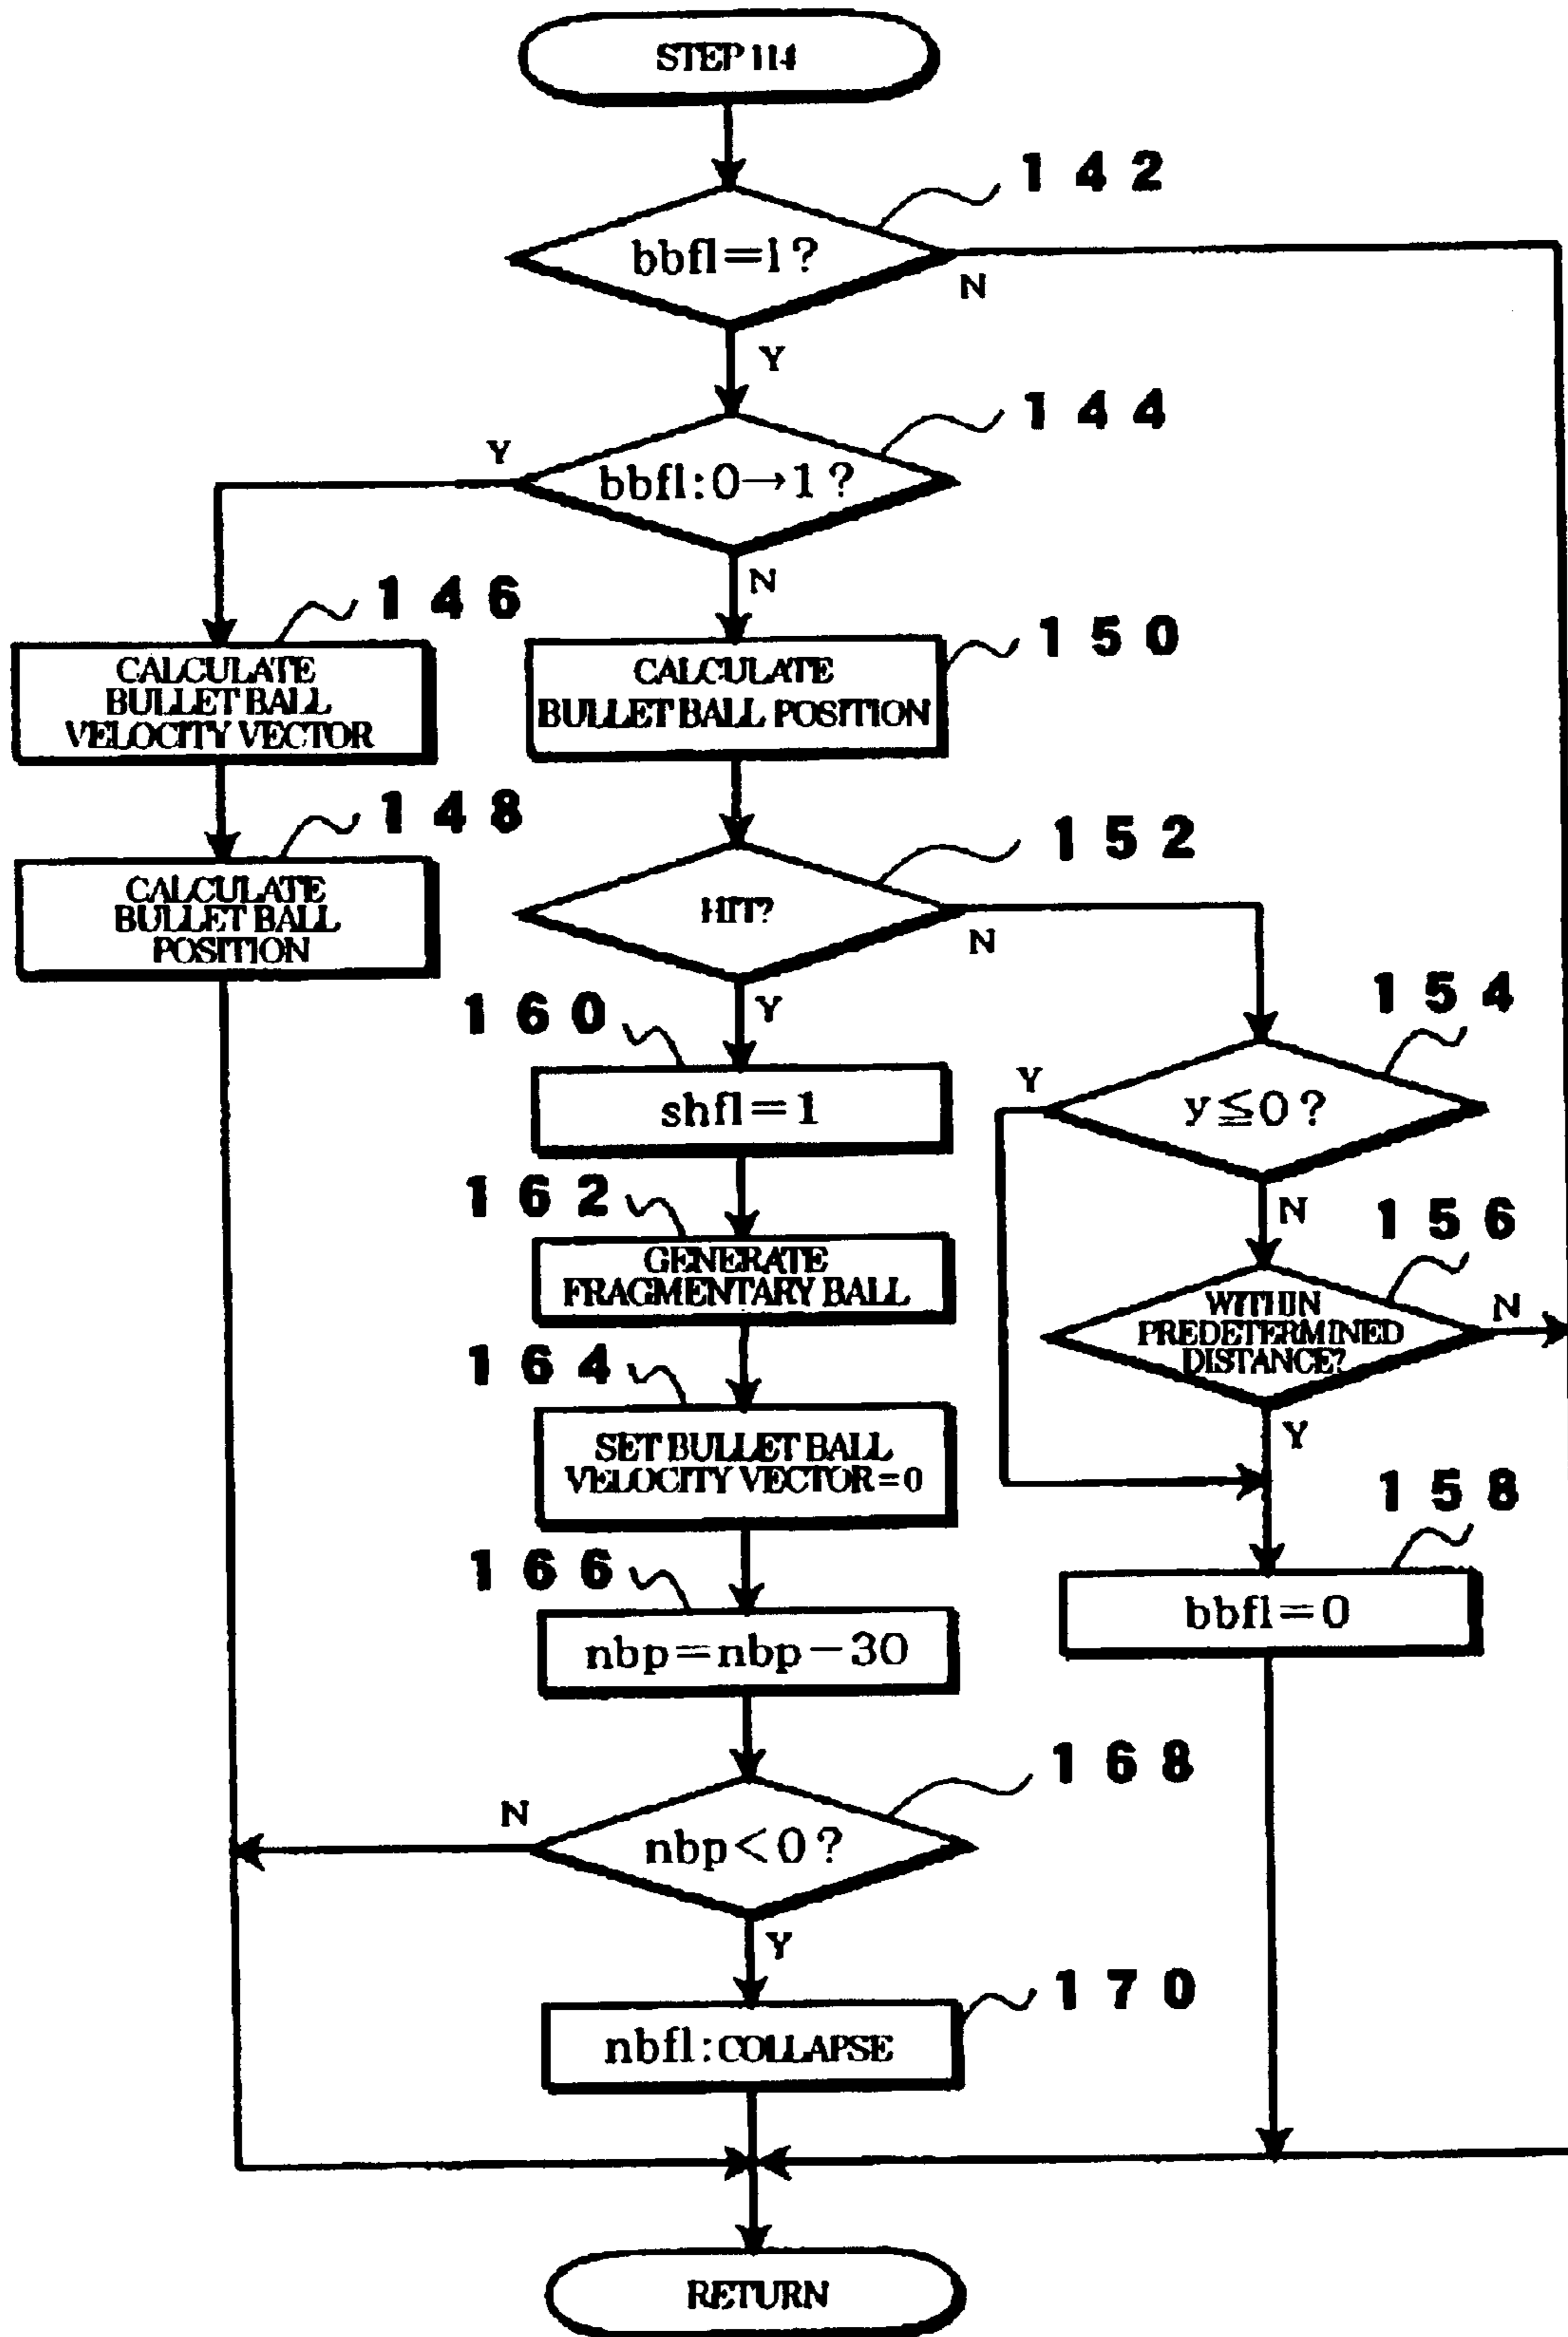 STEP 114
142
bbfl=1?
N
Y
144
Y
bbfl:0→1?
N
146
150
CALCULATE
BULLET BALL
VELOCITY VECTOR
CALCULATE
BULLET BALL POSITION
148
152
CALCULATE
BULLET BALL
POSITION
HIT?
N
Y
154
160
Y
y≦0?
shfl=1
N
162
156
GENERATE
FRAGMENTARY BALL
WITHIN
PREDETERMINED
DISTANCE?
N
164
Y
SET BULLET BALL
VELOCITY VECTOR=0
158
166
bbfl=0
nbp=nbp-30
168
N
nbp<0?
Y
170
nbfl:COLLAPSE
RETURN